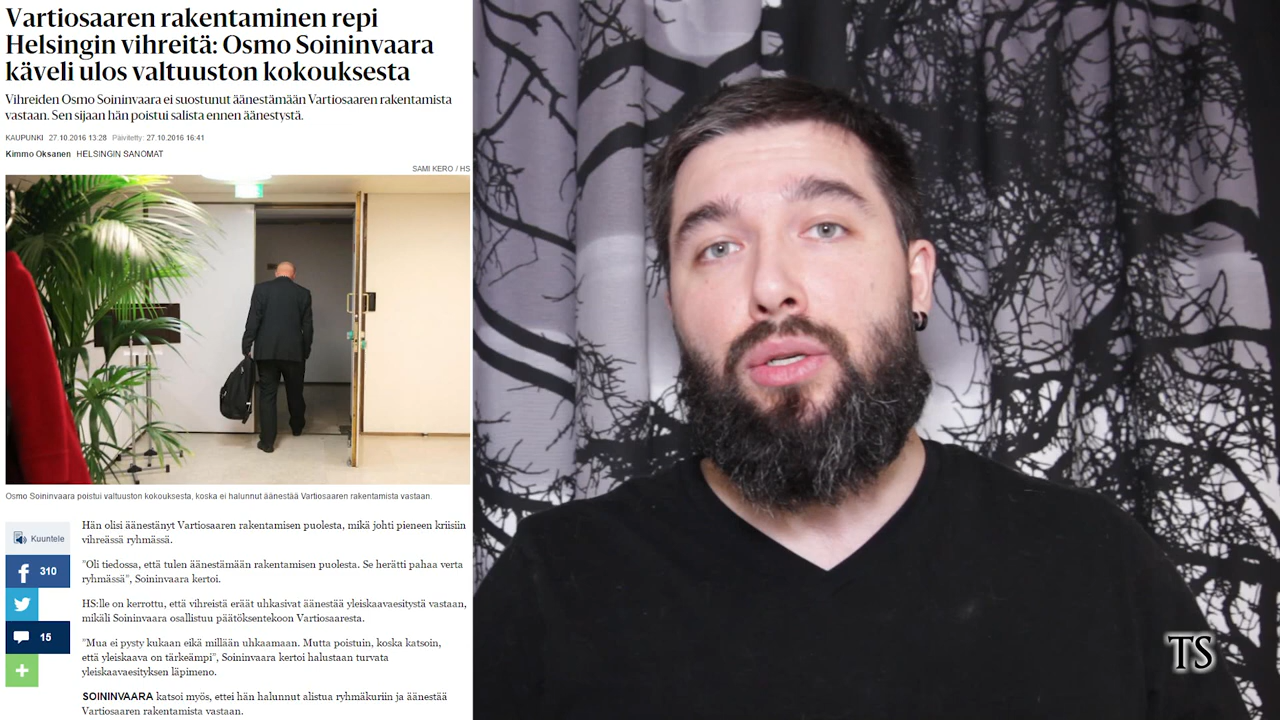 Vartiosaaren rakentaminen repi
Helsingin vihreitä: Osmo Soininvaara
käveli ulos valtuuston kokouksesta
Vihreiden Osmo Soininvaara ei suostunut äänestämään Vartiosaaren rakentamista
vastaan. Sen sijaan hän poistui salista ennen äänestystä.
KAUPUNKI 27.10.2016 13:28 Päivitetty: 27.10.2016 16:41
Kimmo Oksanen HELSINGIN SANOMAT
SAMI KERO / HS
Osmo Soininvaara poistui valtuuston kokouksesta, koska ei halunnut äänestää Vartiosaaren rakentamista vastaan.
Kuuntele
310
15
Hän olisi äänestänyt Vartiosaaren rakentamisen puolesta, mikä johti pieneen kriisiin
vihreässä ryhmässä.
"Oli tiedossa, että tulen äänestämään rakentamisen puolesta. Se herätti pahaa verta
ryhmässä", Soininvaara kertoi.
HS:lle on kerrottu, että vihreistä eräät uhkasivat äänestää yleiskaavaesitystä vastaan,
mikäli Soininvaara osallistuu päätöksentekoon Vartiosaaresta.
"Mua ei pysty kukaan eikä millään uhkaamaan. Mutta poistuin, koska katsoin,
että yleiskaava on tärkeämpi", Soininvaara kertoi halustaan turvata
yleiskaavaesityksen läpimeno.
SOININVAARA katsoi myös, ettei hän halunnut alistua ryhmäkuriin ja äänestää
Vartiosaaren rakentamista vastaan.
TS